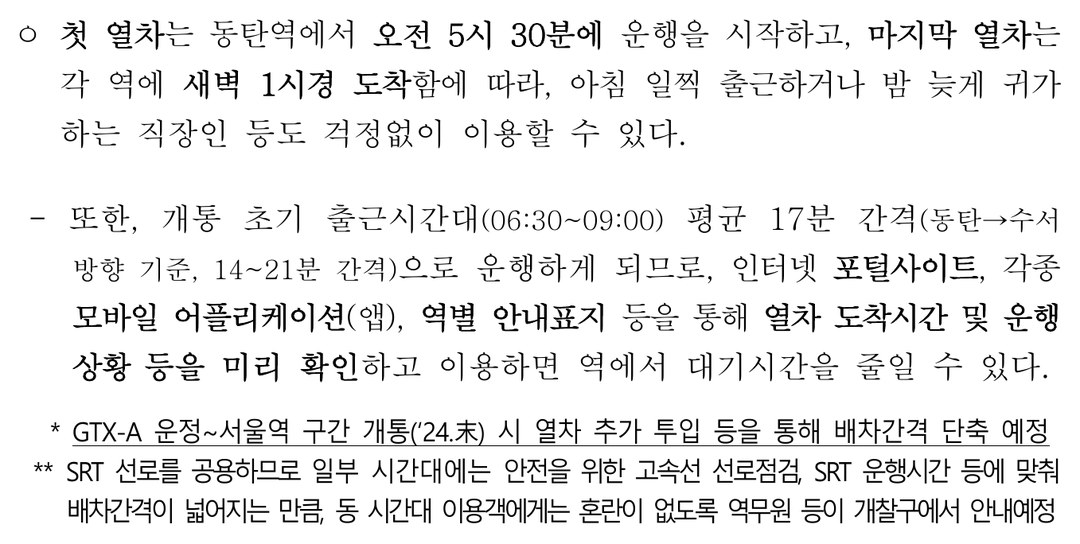 ○ 첫 열차는 동탄역에서 오전 5시 30분에 운행을 시작하고, 마지막 열차는
각 역에 새벽 1시경 도착함에 따라, 아침 일찍 출근하거나 밤 늦게 귀가
하는 직장인 등도 걱정없이 이용할 수 있다.
- 또한, 개통 초기 출근시간대(06:30~09:00) 평균 17분 간격(동탄→수서
방향 기준, 14~21분 간격)으로 운행하게 되므로, 인터넷 포털사이트, 각종
모바일 어플리케이션(앱), 역별 안내표지 등을 통해 열차 도착시간 및 운행
상황 등을 미리 확인하고 이용하면 역에서 대기시간을 줄일 수 있다.
* GTX-A 운정~서울역 구간 개통(‘24.末) 시 열차 추가 투입 등을 통해 배차간격 단축 예정
** SRT 선로를 공용하므로 일부 시간대에는 안전을 위한 고속선 선로점검, SRT 운행시간 등에 맞춰
배차간격이 넓어지는 만큼, 동 시간대 이용객에게는 혼란이 없도록 역무원 등이 개찰구에서 안내예정